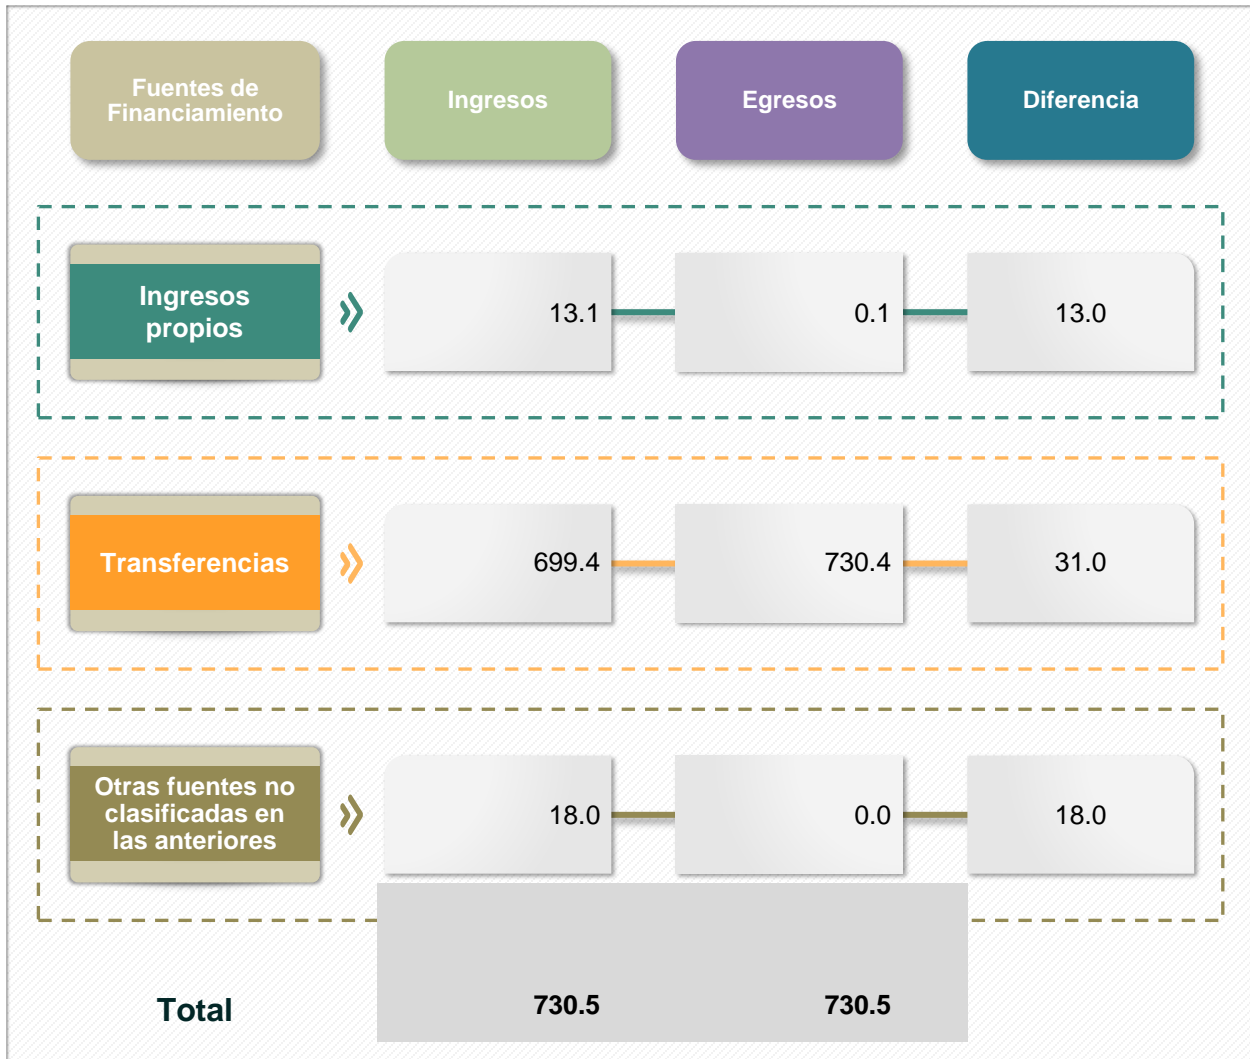 Fuentes de
Financiamiento
Ingresos
Egresos
Diferencia
Ingresos
propios
13.1
0.1
13.0
Transferencias
699.4
730.4
31.0
Otras fuentes no
clasificadas en
las anteriores
18.0
0.0
18.0
Total
730.5
730.5